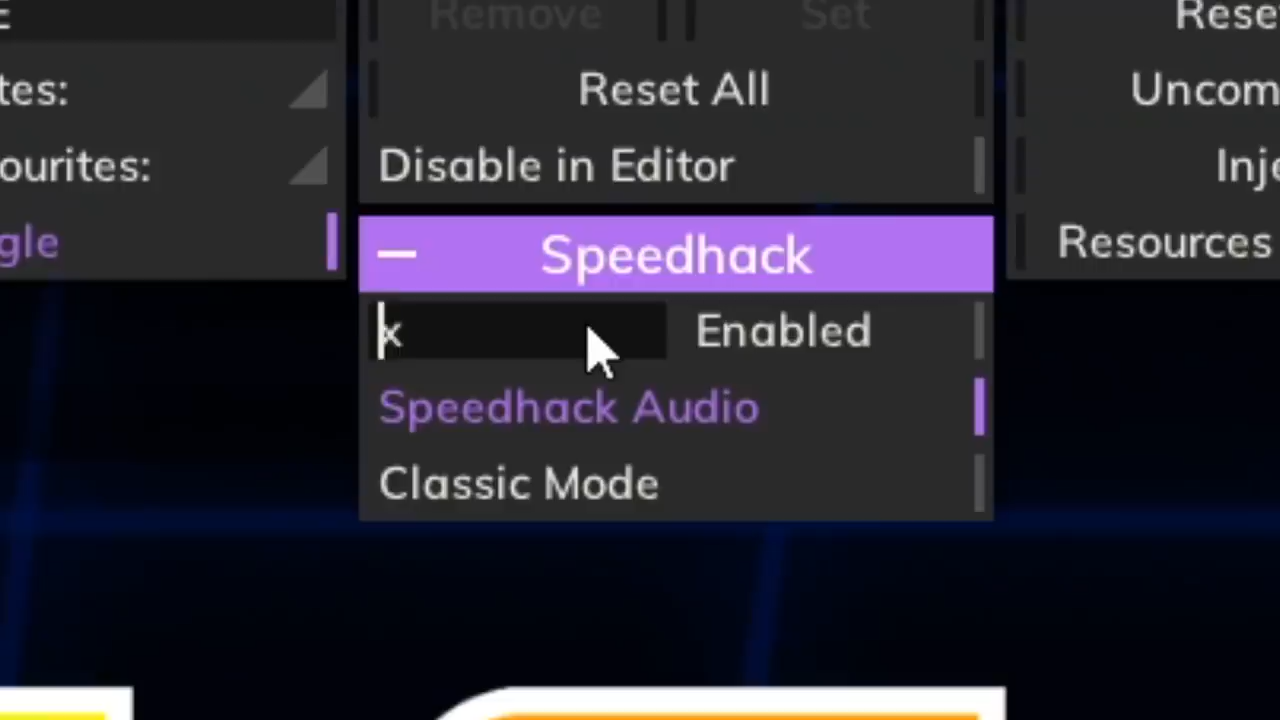 E
Remove Set
Rese
tes:
Reset All
Uncom
ourites:
Disable in Editor
Inje
gle
Speedhack
Resources
x
Enabled
Speedhack Audio
Classic Mode